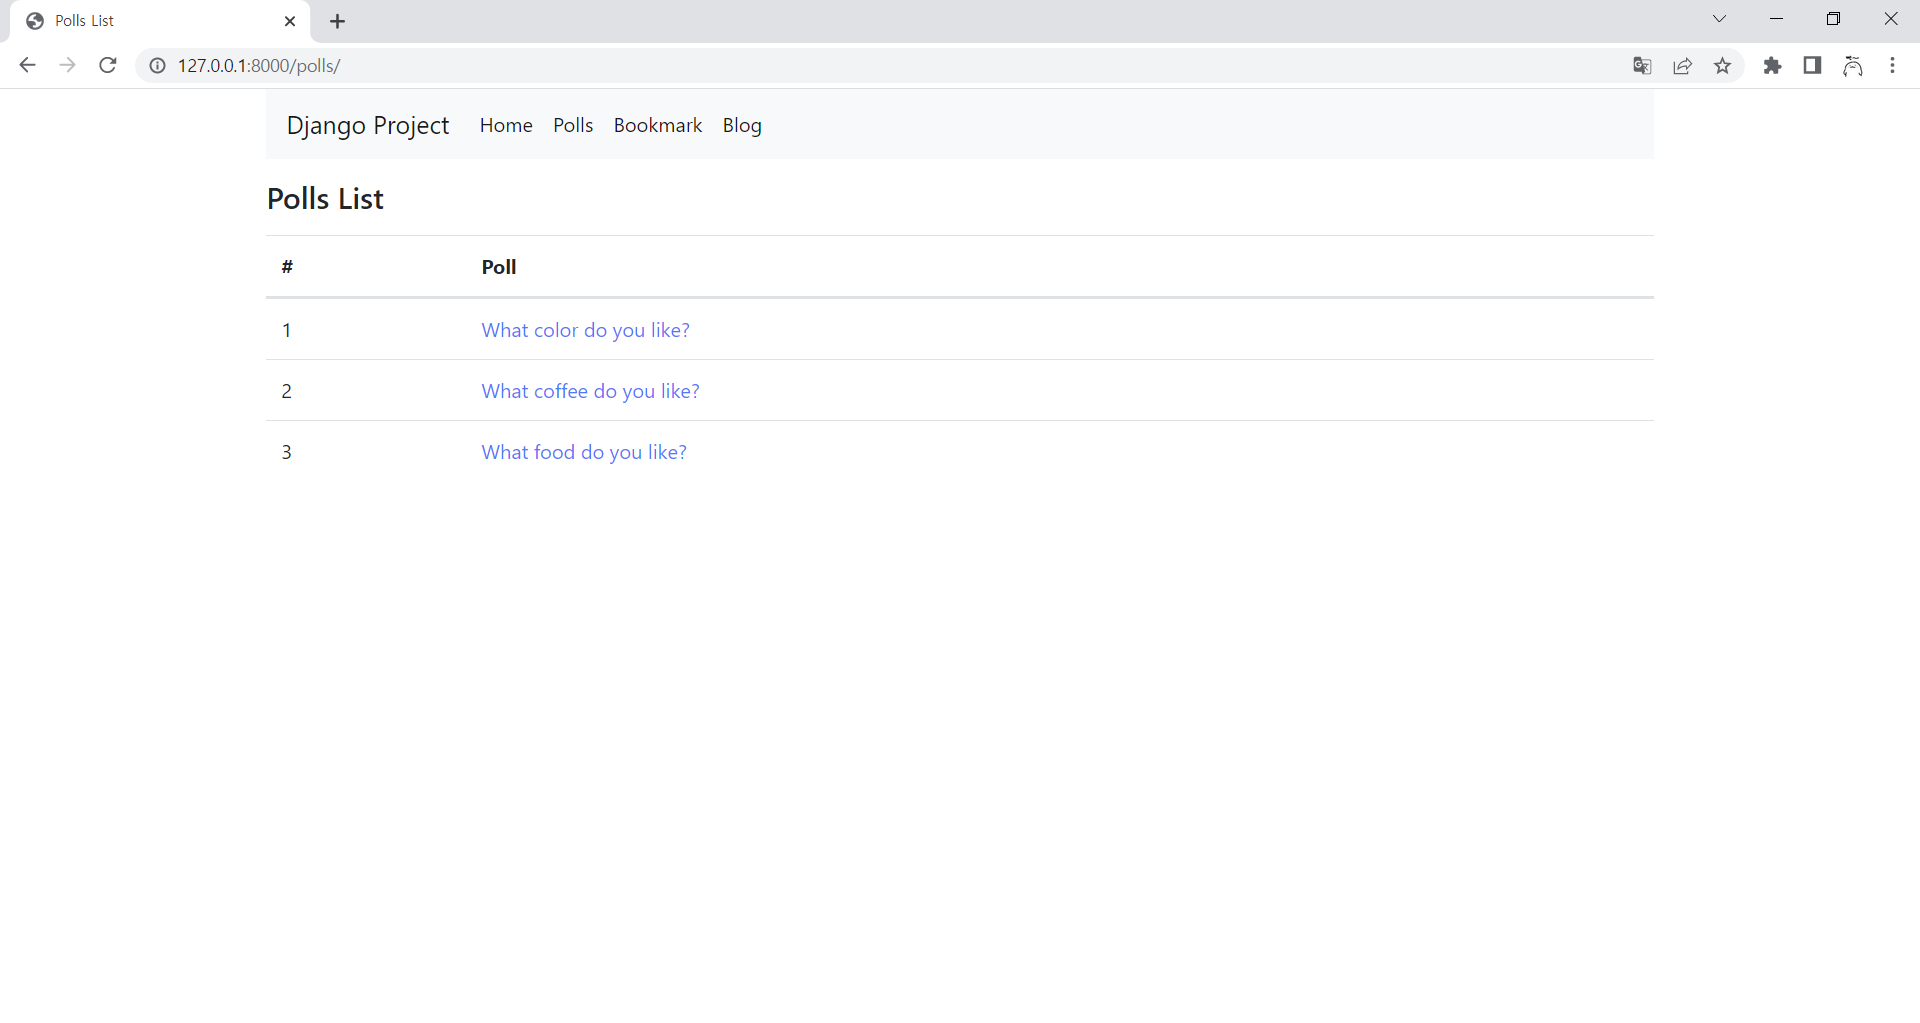 Polls List
127.0.0.1:8000/polls/
Django Project Home Polls Bookmark Blog
Polls List
# Poll
1 What color do you like?
2 What coffee do you like?
3 What food do you like?